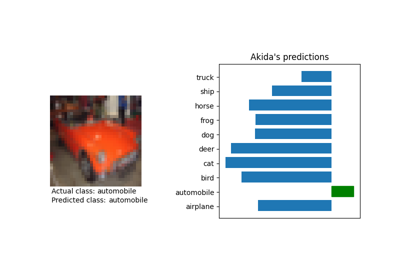 Akida's predictions
truck
ship
horse
frog
dog
deer
cat
bird
automobile
airplane
Actual class: automobile
Predicted class: automobile